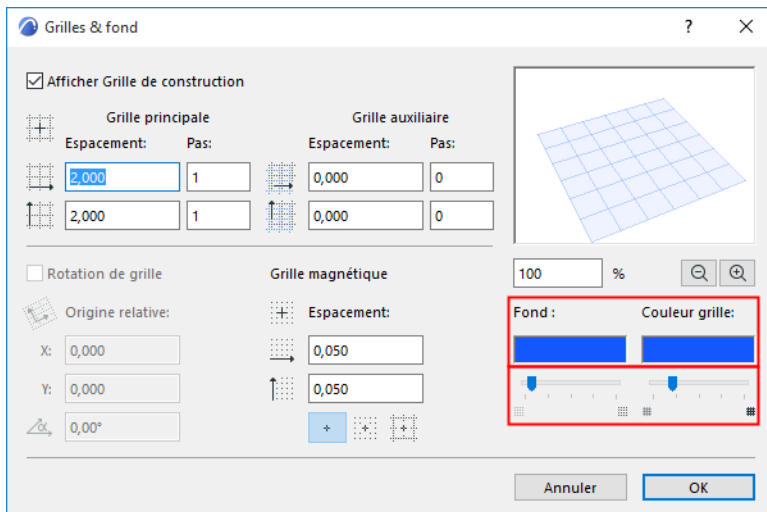 Grilles & fond
? X
Afficher Grille de construction
Grille principale
Grille auxiliaire
Espacement: Pas: Espacement: Pas:
2,000 1 0,000 0
2,000 1 0,000 0
Rotation de grille
Grille magnétique
100 %
Origine relative:
Espacement:
Fond :
Couleur grille:
X: 0,000
0,050
Y: 0,000
0,050
α 0,00°
Annuler
OK